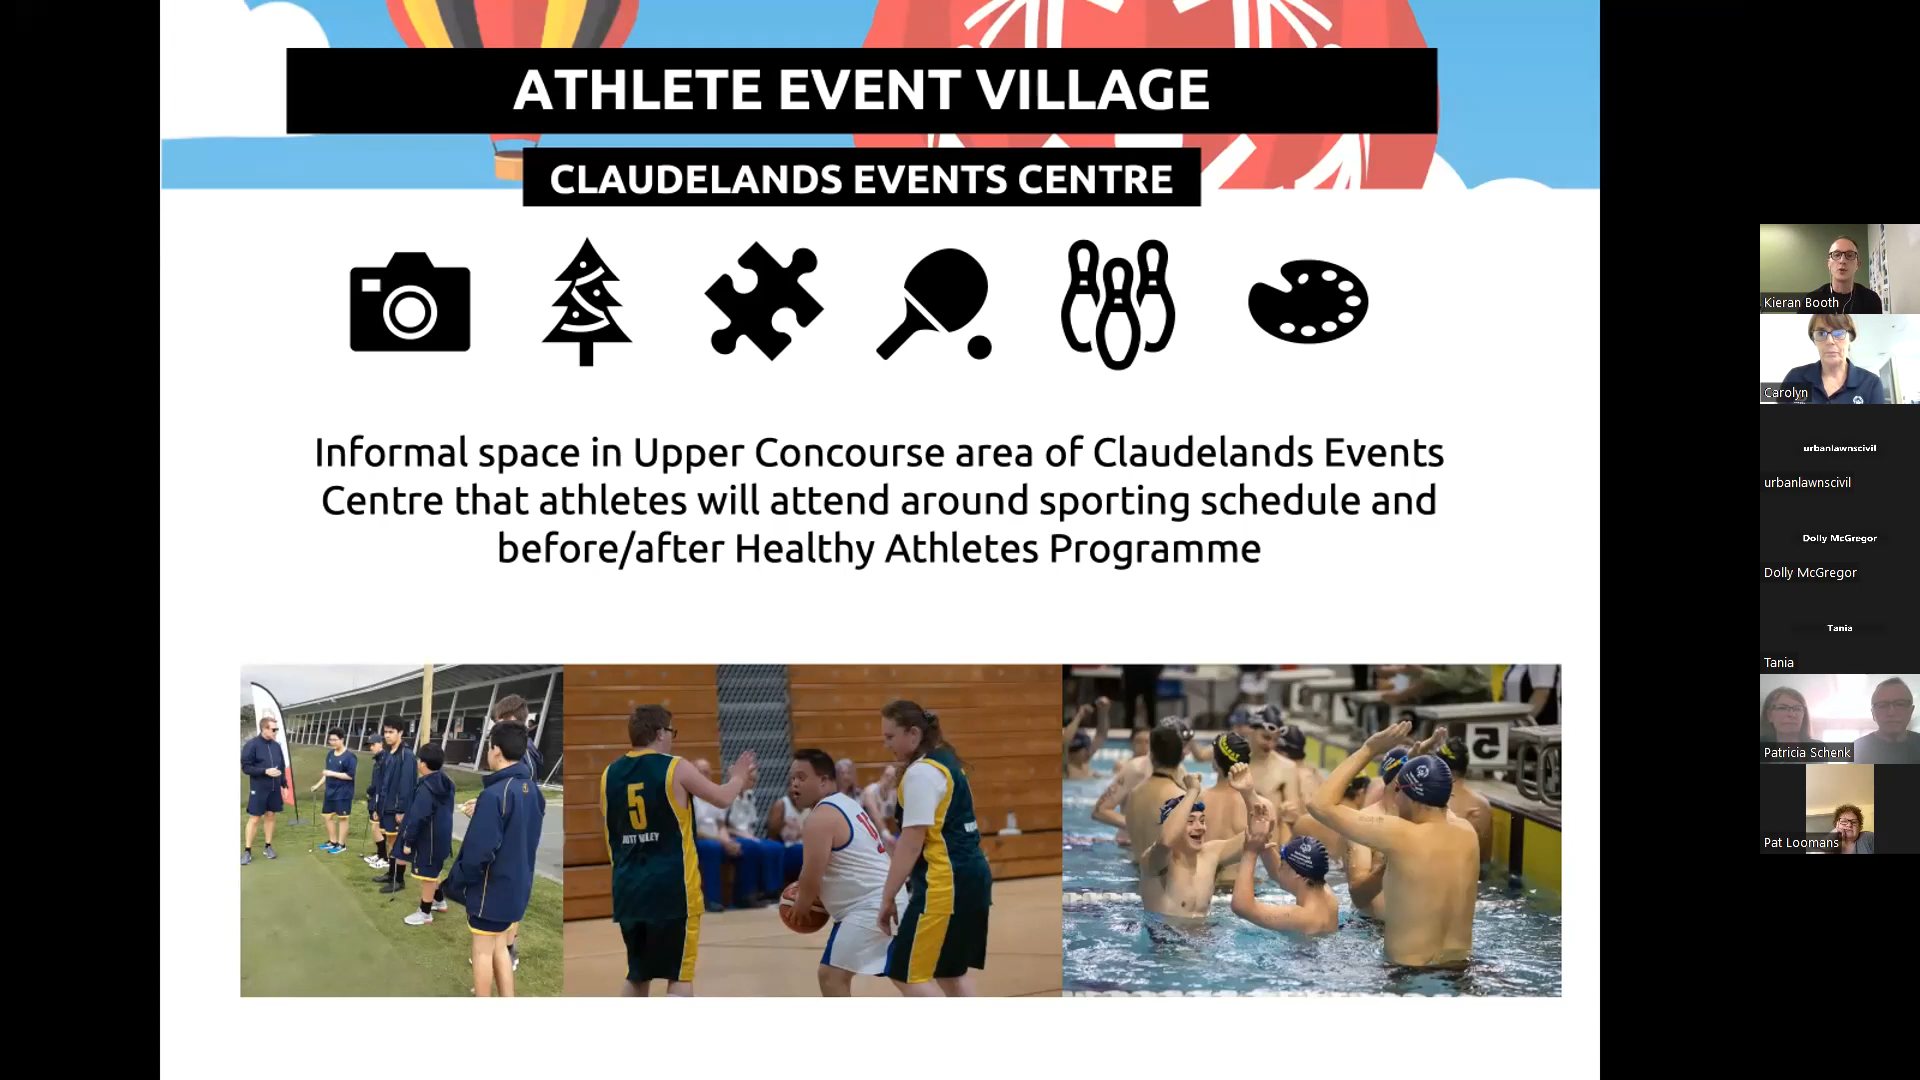 ATHLETE EVENT VILLAGE
CLAUDELANDS EVENTS CENTRE
Informal space in Upper Concourse area of Claudelands Events
Centre that athletes will attend around sporting schedule and
before/after Healthy Athletes Programme
5
5
Kieran Booth
Carolyn
urbanlawnscivil
urbanlawnscivil
Dolly McGregor
Dolly McGregor
Tania
Tania
Patricia Schenk
Pat Loomans